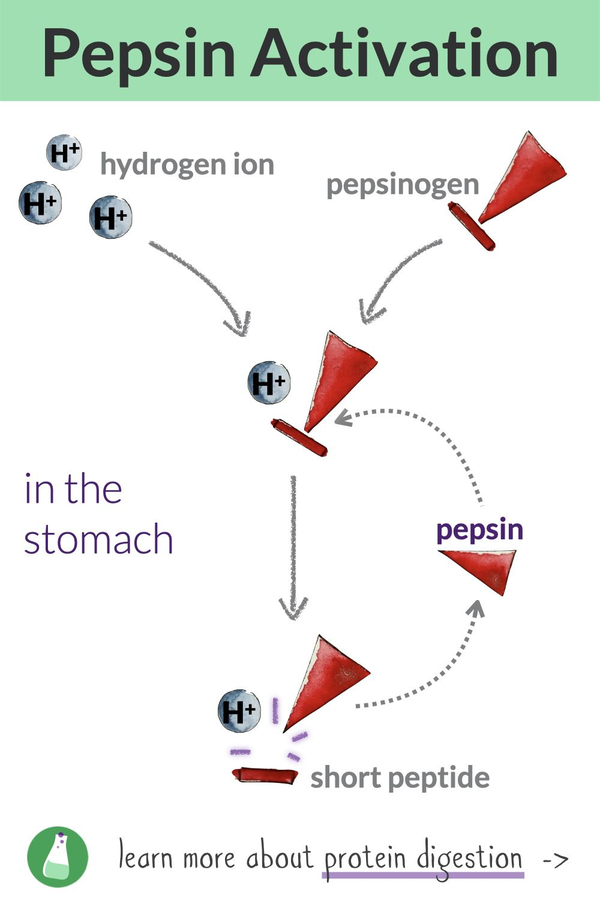 Pepsin Activation
H+
hydrogen ion
H+
H+
pepsinogen
H+
in the
stomach
pepsin
H+
short peptide
learn more about protein digestion ->